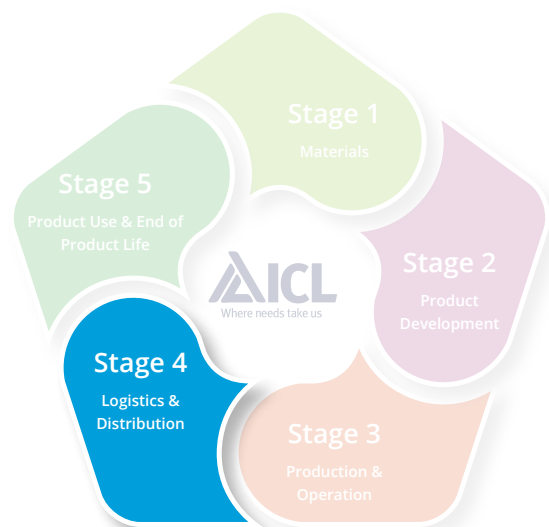 Stage 1
Materials
Stage 2
Product
Development
Stage 3
Production &
Operation
Stage 4
Logistics &
Distribution
Stage 5
Product Use & End of
Product Life
ICL
Where needs take us